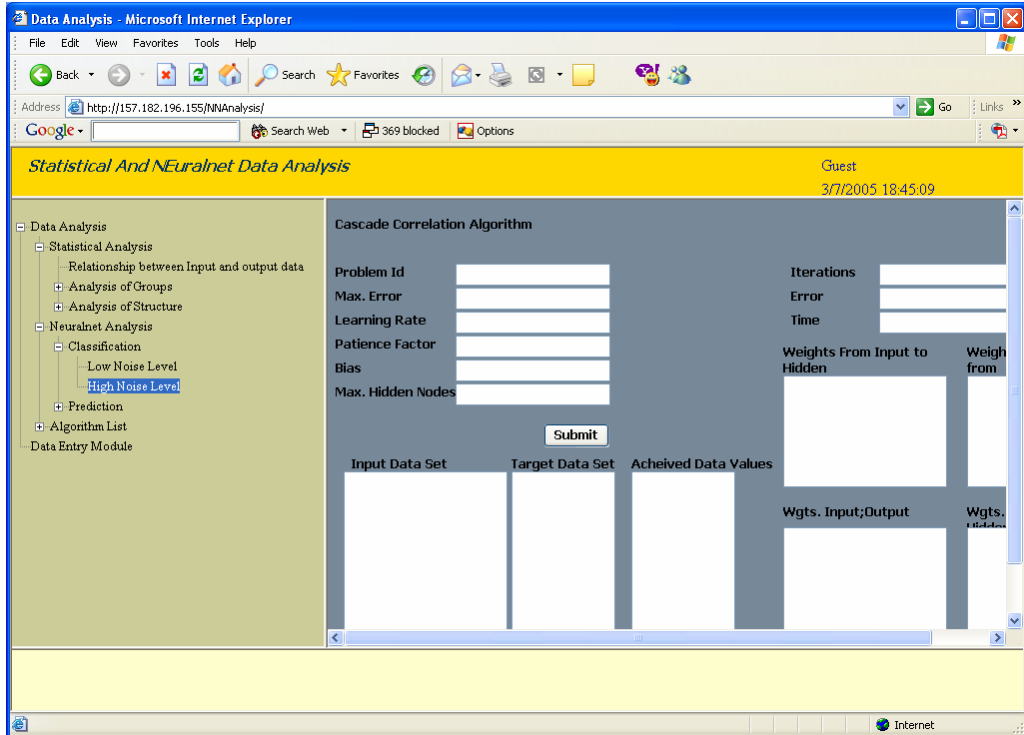 Data Analysis - Microsoft Internet Explorer
File Edit View Favorites Tools Help
Back Search Favorites
Address http://157.182.196.155/NNAnalysis/ Go Links »
Google Search Web 369 blocked Options
Statistical And NEuralnet Data Analysis
Guest
3/7/2005 18:45:09
Data Analysis
Statistical Analysis
Relationship between Input and output data
Analysis of Groups
Analysis of Structure
Neuralnet Analysis
Classification
Low Noise Level
High Noise Level
Prediction
Algorithm List
Data Entry Module
Cascade Correlation Algorithm
Problem Id
Max. Error
Learning Rate
Patience Factor
Bias
Max. Hidden Nodes
Submit
Iterations
Error
Time
Input Data Set Target Data Set Acheived Data Values
Weights From Input to
Hidden
Weigh
from
Wgts. Input;Output
Wgts.
Internet